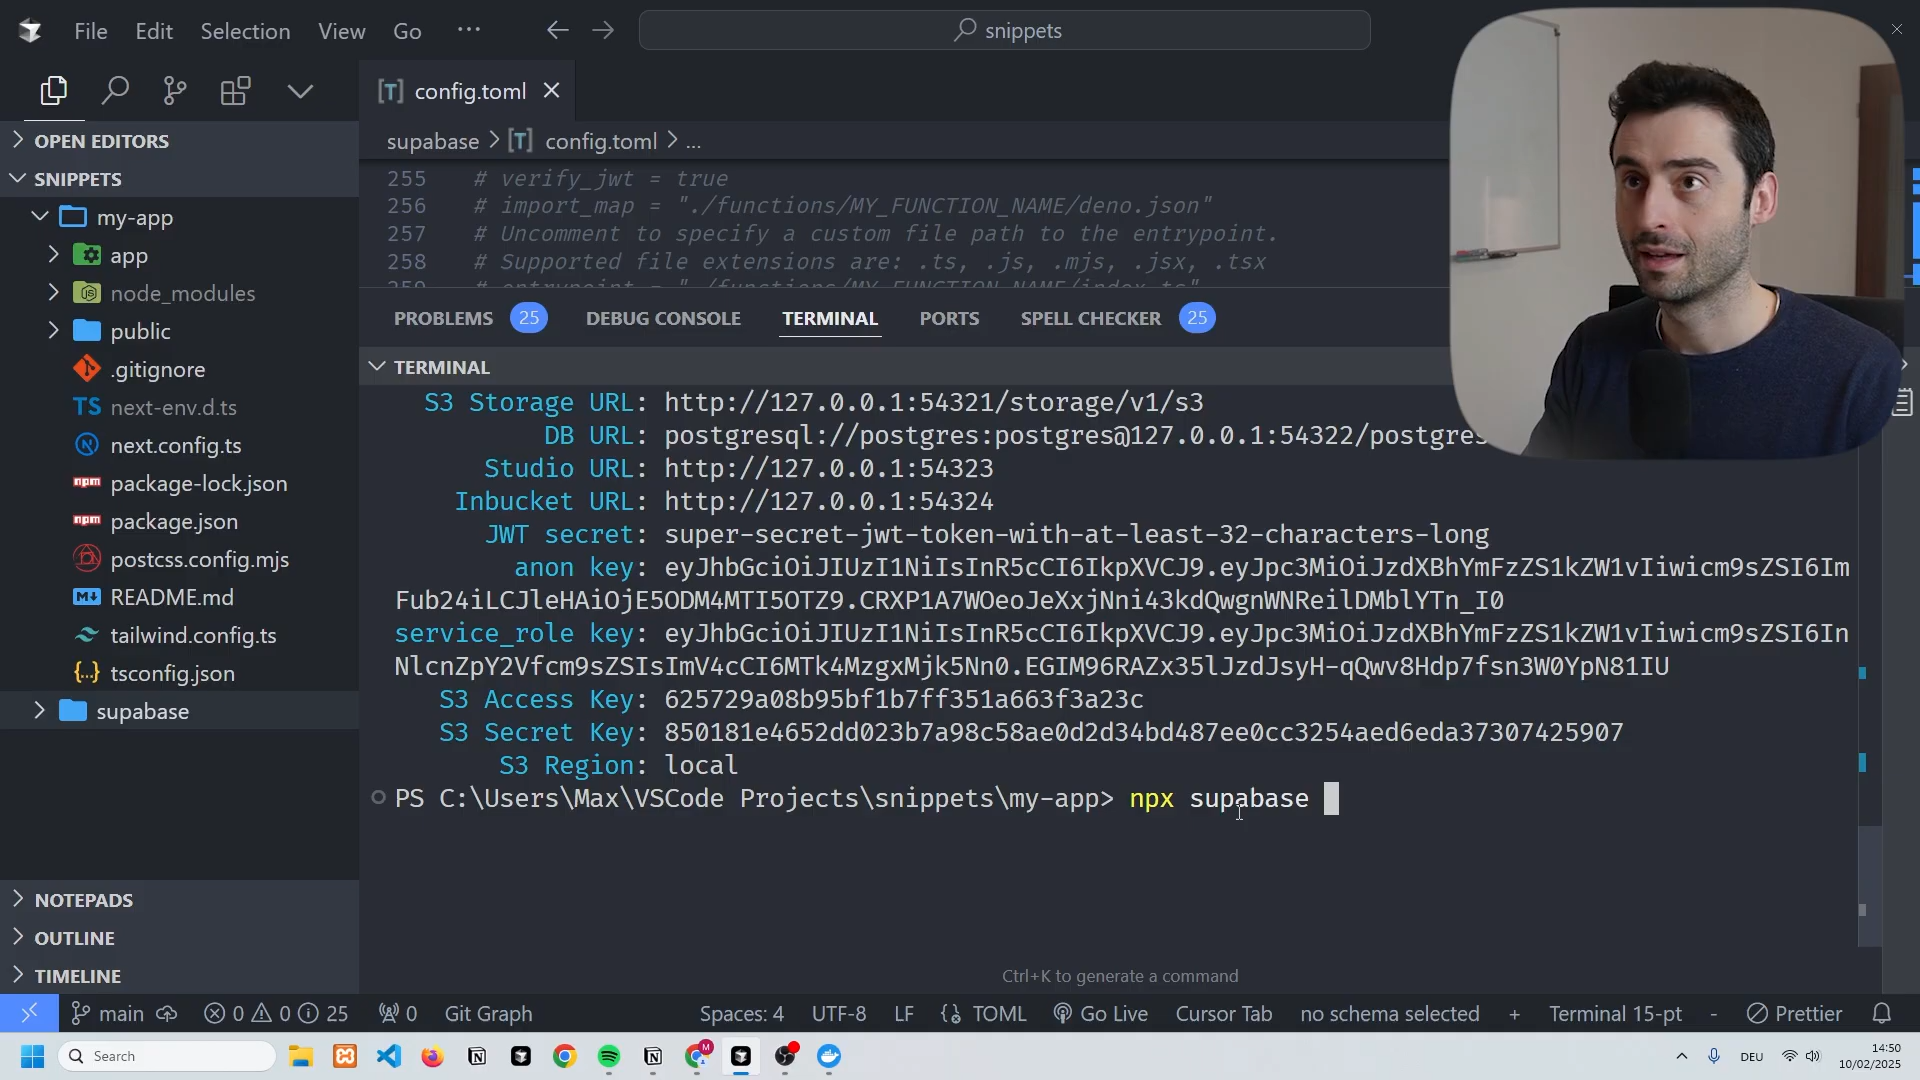 File Edit Selection View Go ...
snippets
OPEN EDITORS
SNIPPETS
my-app
app
node_modules
public
.gitignore
TS next-env.d.ts
next.config.ts
npm package-lock.json
npm package.json
postcss.config.mjs
README.md
tailwind.config.ts
{..} tsconfig.json
supabase
NOTEPADS
OUTLINE
TIMELINE
[T] config.toml
supabase > [T] config.toml > ...
255 # verify_jwt = true
256 # import_map = "./functions/MY_FUNCTION_NAME/deno.json"
257 # Uncomment to specify a custom file path to the entrypoint.
258 # Supported file extensions are: .ts, .js, .mjs, .jsx, .tsx
259 # entrypoint = "./functions/MY_FUNCTION_NAME/index.ts"
PROBLEMS 25 DEBUG CONSOLE TERMINAL PORTS SPELL CHECKER 25
TERMINAL
S3 Storage URL: http://127.0.0.1:54321/storage/v1/s3
DB URL: postgresql://postgres:postgres@127.0.0.1:54322/postgres
Studio URL: http://127.0.0.1:54323
Inbucket URL: http://127.0.0.1:54324
JWT secret: super-secret-jwt-token-with-at-least-32-characters-long
anon key: eyJhbGciOiJIUzI1NiIsInR5cCI6IkpXVCJ9.eyJpc3MiOiJzdXBhYmFzZS1kZW1vIiwicm9sZSI6Im
Fub24iLCJleHAiOjE5ODM4MTI5OTZ9.CRXP1A7WOeoJeXxjNni43kdQwgnWNReilDMblYTn_I0
service_role key: eyJhbGciOiJIUzI1NiIsInR5cCI6IkpXVCJ9.eyJpc3MiOiJzdXBhYmFzZS1kZW1vIiwicm9sZSI6In
NlcnZpY2Vfcm9sZSIsImV4cCI6MTk4MzgxMjk5Nn0.EGIM96RAZx35lJzdJsyH-qQwv8Hdp7fsn3W0YpN81IU
S3 Access Key: 625729a08b95bf1b7ff351a663f3a23c
S3 Secret Key: 850181e4652dd023b7a98c58ae0d2d34bd487ee0cc3254aed6eda37307425907
S3 Region: local
PS C:\Users\Max\VSCode Projects\snippets\my-app> npx supabase
Ctrl+K to generate a command
main 0 0 25 0 Git Graph Spaces: 4 UTF-8 LF TOML Go Live Cursor Tab no schema selected + Terminal 15-pt - Prettier
Search
DEU
14:50
10/02/2025